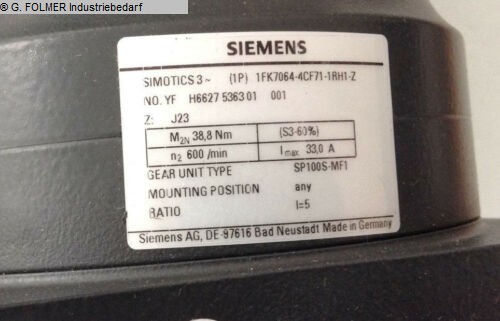 © G. FOLMER Industriebedarf
SIEMENS
SIMOTICS 3~ (1P) 1FK7064-4CF71-1RH1-Z
NO. YF H6627 5363 01 001
Z: J23
M2N 38,8 Nm (S3-60%)
n2 600 /min Imax 33,0 A
GEAR UNIT TYPE SP100S-MF1
MOUNTING POSITION any
RATIO I=5
Siemens AG, DE-97616 Bad Neustadt Made in Germany